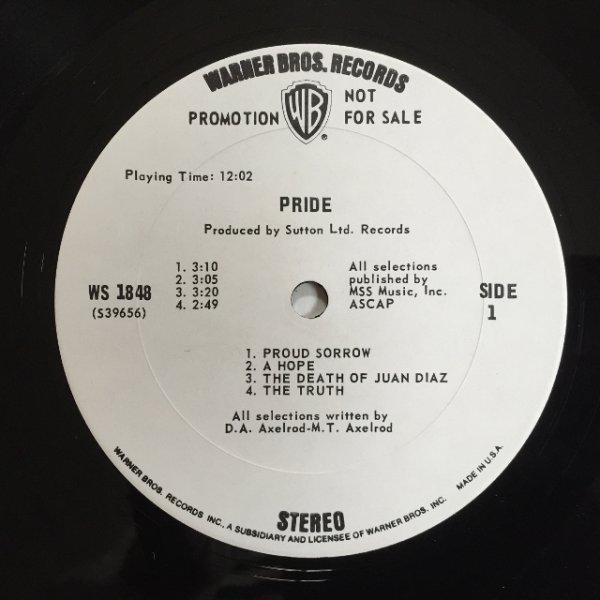 WARNER BROS. RECORDS
PROMOTION WB NOT FOR SALE
®
Playing Time: 12:02
PRIDE
Produced by Sutton Ltd. Records
WS 1848
(S39656)
1. 3:10
2. 3:05
3. 3:20
4. 2:49
All selections
published by
MSS Music, Inc.
ASCAP
SIDE
1
1. PROUD SORROW
2. A HOPE
3. THE DEATH OF JUAN DIAZ
4. THE TRUTH
All selections written by
D.A. Axelrod-M.T. Axelrod
STEREO
WARNER BROS. RECORDS INC., A SUBSIDIARY AND LICENSEE OF WARNER BROS. INC. MADE IN U.S.A.